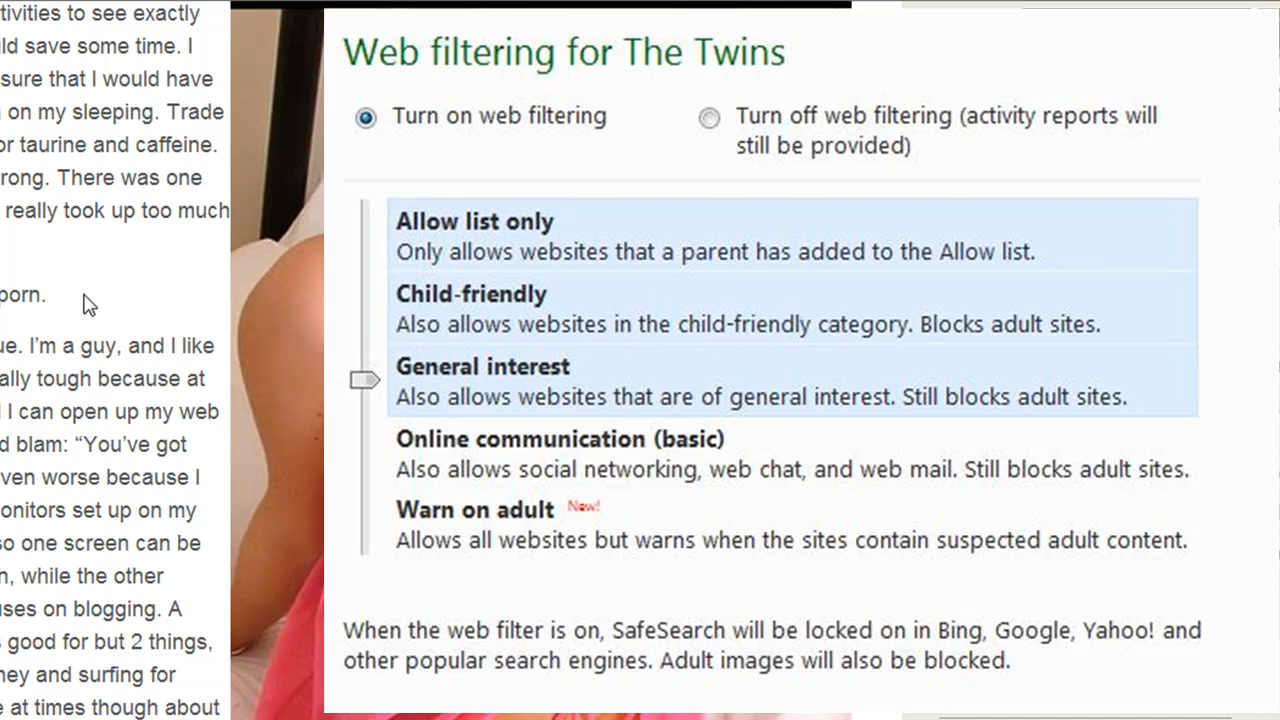 tivities to see exactly
ld save some time. I
sure that I would have
on my sleeping. Trade
or taurine and caffeine.
rong. There was one
really took up too much
porn.
ue. I'm a guy, and I like
ally tough because at
I can open up my web
d blam: “You've got
ven worse because I
onitors set up on my
so one screen can be
n, while the other
uses on blogging. A
s good for but 2 things,
ney and surfing for
e at times though about
Web filtering for The Twins
Turn on web filtering
Turn off web filtering (activity reports will
still be provided)
Allow list only
Only allows websites that a parent has added to the Allow list.
Child-friendly
Also allows websites in the child-friendly category. Blocks adult sites.
General interest
Also allows websites that are of general interest. Still blocks adult sites.
Online communication (basic)
Also allows social networking, web chat, and web mail. Still blocks adult sites.
Warn on adult New!
Allows all websites but warns when the sites contain suspected adult content.
When the web filter is on, SafeSearch will be locked on in Bing, Google, Yahoo! and
other popular search engines. Adult images will also be blocked.